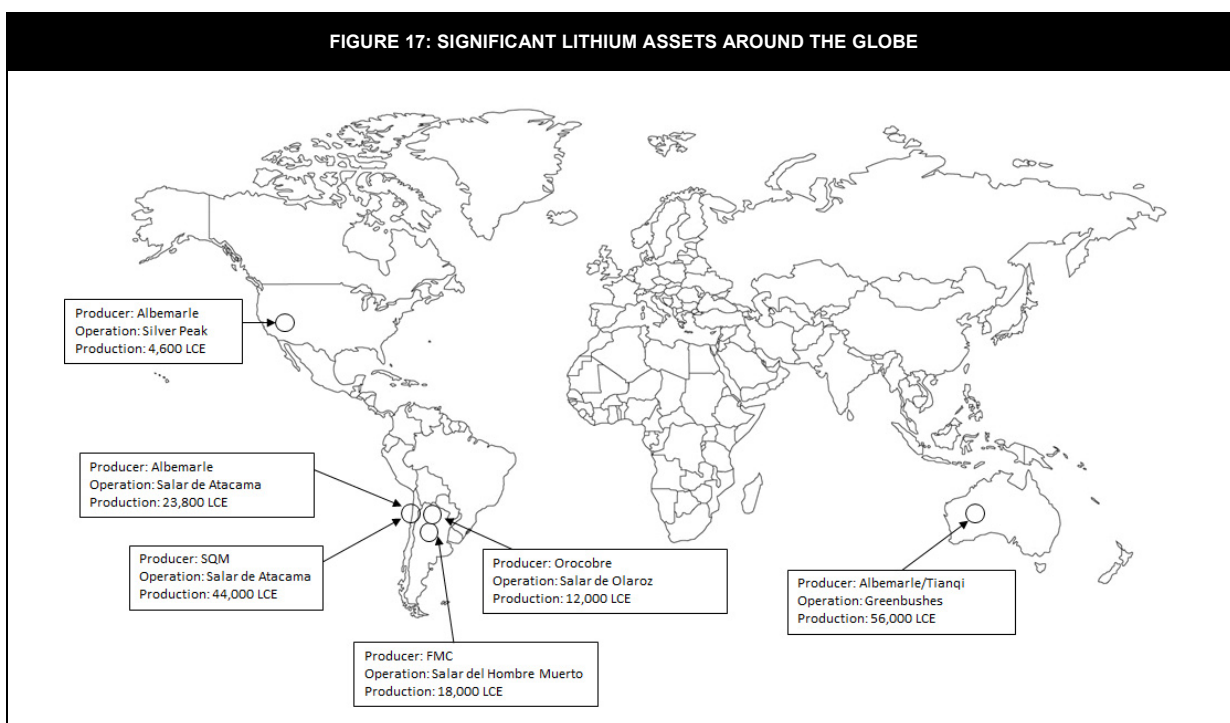 FIGURE 17: SIGNIFICANT LITHIUM ASSETS AROUND THE GLOBE
Producer: Albemarle
Operation: Silver Peak
Production: 4,600 LCE
Producer: Albemarle
Operation: Salar de Atacama
Production: 23,800 LCE
Producer: SQM
Operation: Salar de Atacama
Production: 44,000 LCE
Producer: Orocobre
Operation: Salar de Olaroz
Production: 12,000 LCE
Producer: Albemarle/Tianqi
Operation: Greenbushes
Production: 56,000 LCE
Producer: FMC
Operation: Salar del Hombre Muerto
Production: 18,000 LCE